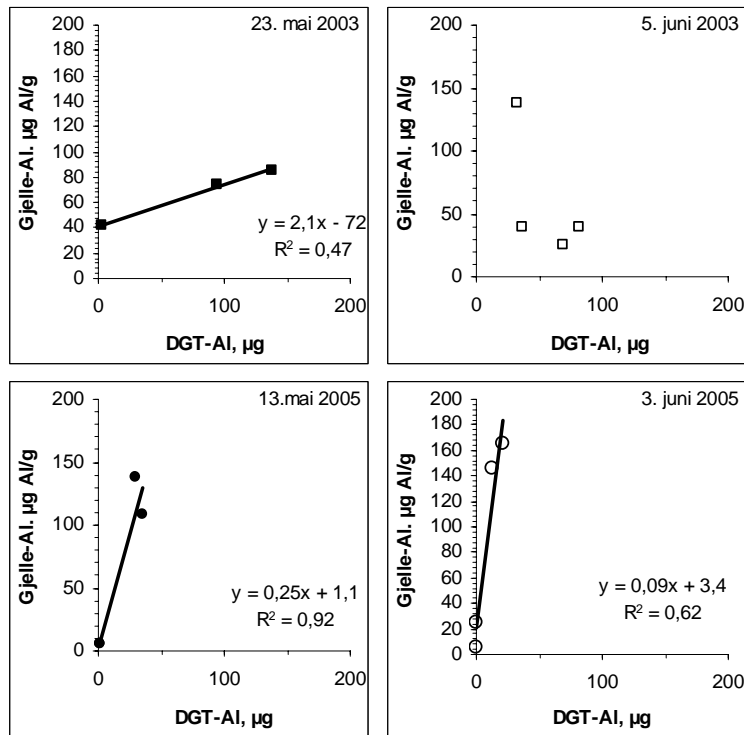 23. mai 2003
Gjelle-Al. µg Al/g
200
180
160
140
120
100
80
60
40
20
0
y = 2,1x - 72
R² = 0,47
0 100 200
DGT-Al, µg
5. juni 2003
Gjelle-Al. µg Al/g
200
150
100
50
0
0 100 200
DGT-Al, µg
13.mai 2005
Gjelle-Al. µg Al/g
200
150
100
50
0
y = 0,25x + 1,1
R² = 0,92
0 100 200
DGT-Al, µg
3. juni 2005
Gjelle-Al. µg Al/g
200
180
160
140
120
100
80
60
40
20
0
y = 0,09x + 3,4
R² = 0,62
0 100 200
DGT-Al, µg